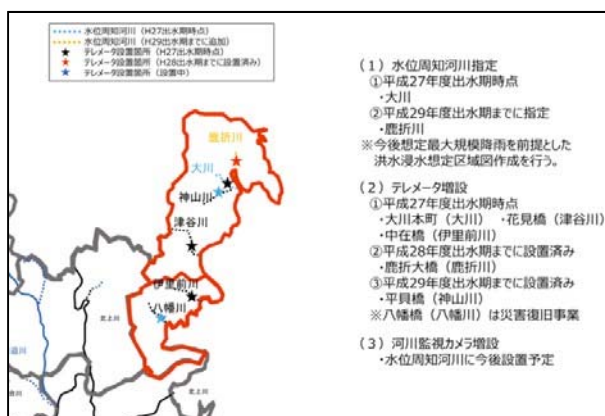 水位周知河川（H27出水期時点）
水位周知河川（H29出水期までに追加）
テレメータ設置箇所（H27出水期時点）
テレメータ設置箇所（H28出水期までに設置済み）
テレメータ設置箇所（設置中）
鹿折川
大川
神山川
津谷川
伊里前川
八幡川
北上川
北上川
（１）水位周知河川指定
①平成27年度出水期時点
・大川
②平成29年度出水期までに指定
・鹿折川
※今後想定最大規模降雨を前提とした
洪水浸水想定区域図作成を行う。
（２）テレメータ増設
①平成27年度出水期時点
・大川本町（大川）　・花見橋（津谷川）
・中在橋（伊里前川）
②平成28年度出水期までに設置済み
・鹿折大橋（鹿折川）
③平成29年度出水期までに設置済み
・平貝橋（神山川）
※八幡橋（八幡川）は災害復旧事業
（３）河川監視カメラ増設
・水位周知河川に今後設置予定